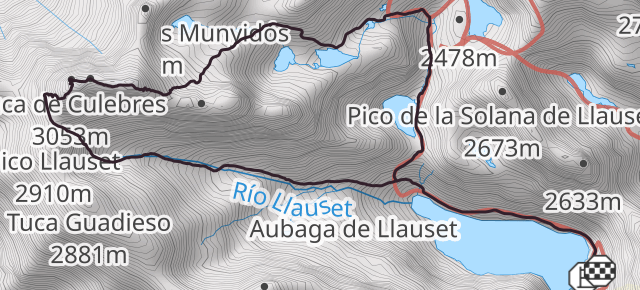 s Munyidos
m
27
2478m
ca de Culebres
3053m
Pico de la Solana de Llause
2673m
ico Llauset
2910m
Río Llauset
2633m
Tuca Guadieso
2881m
Aubaga de Llauset